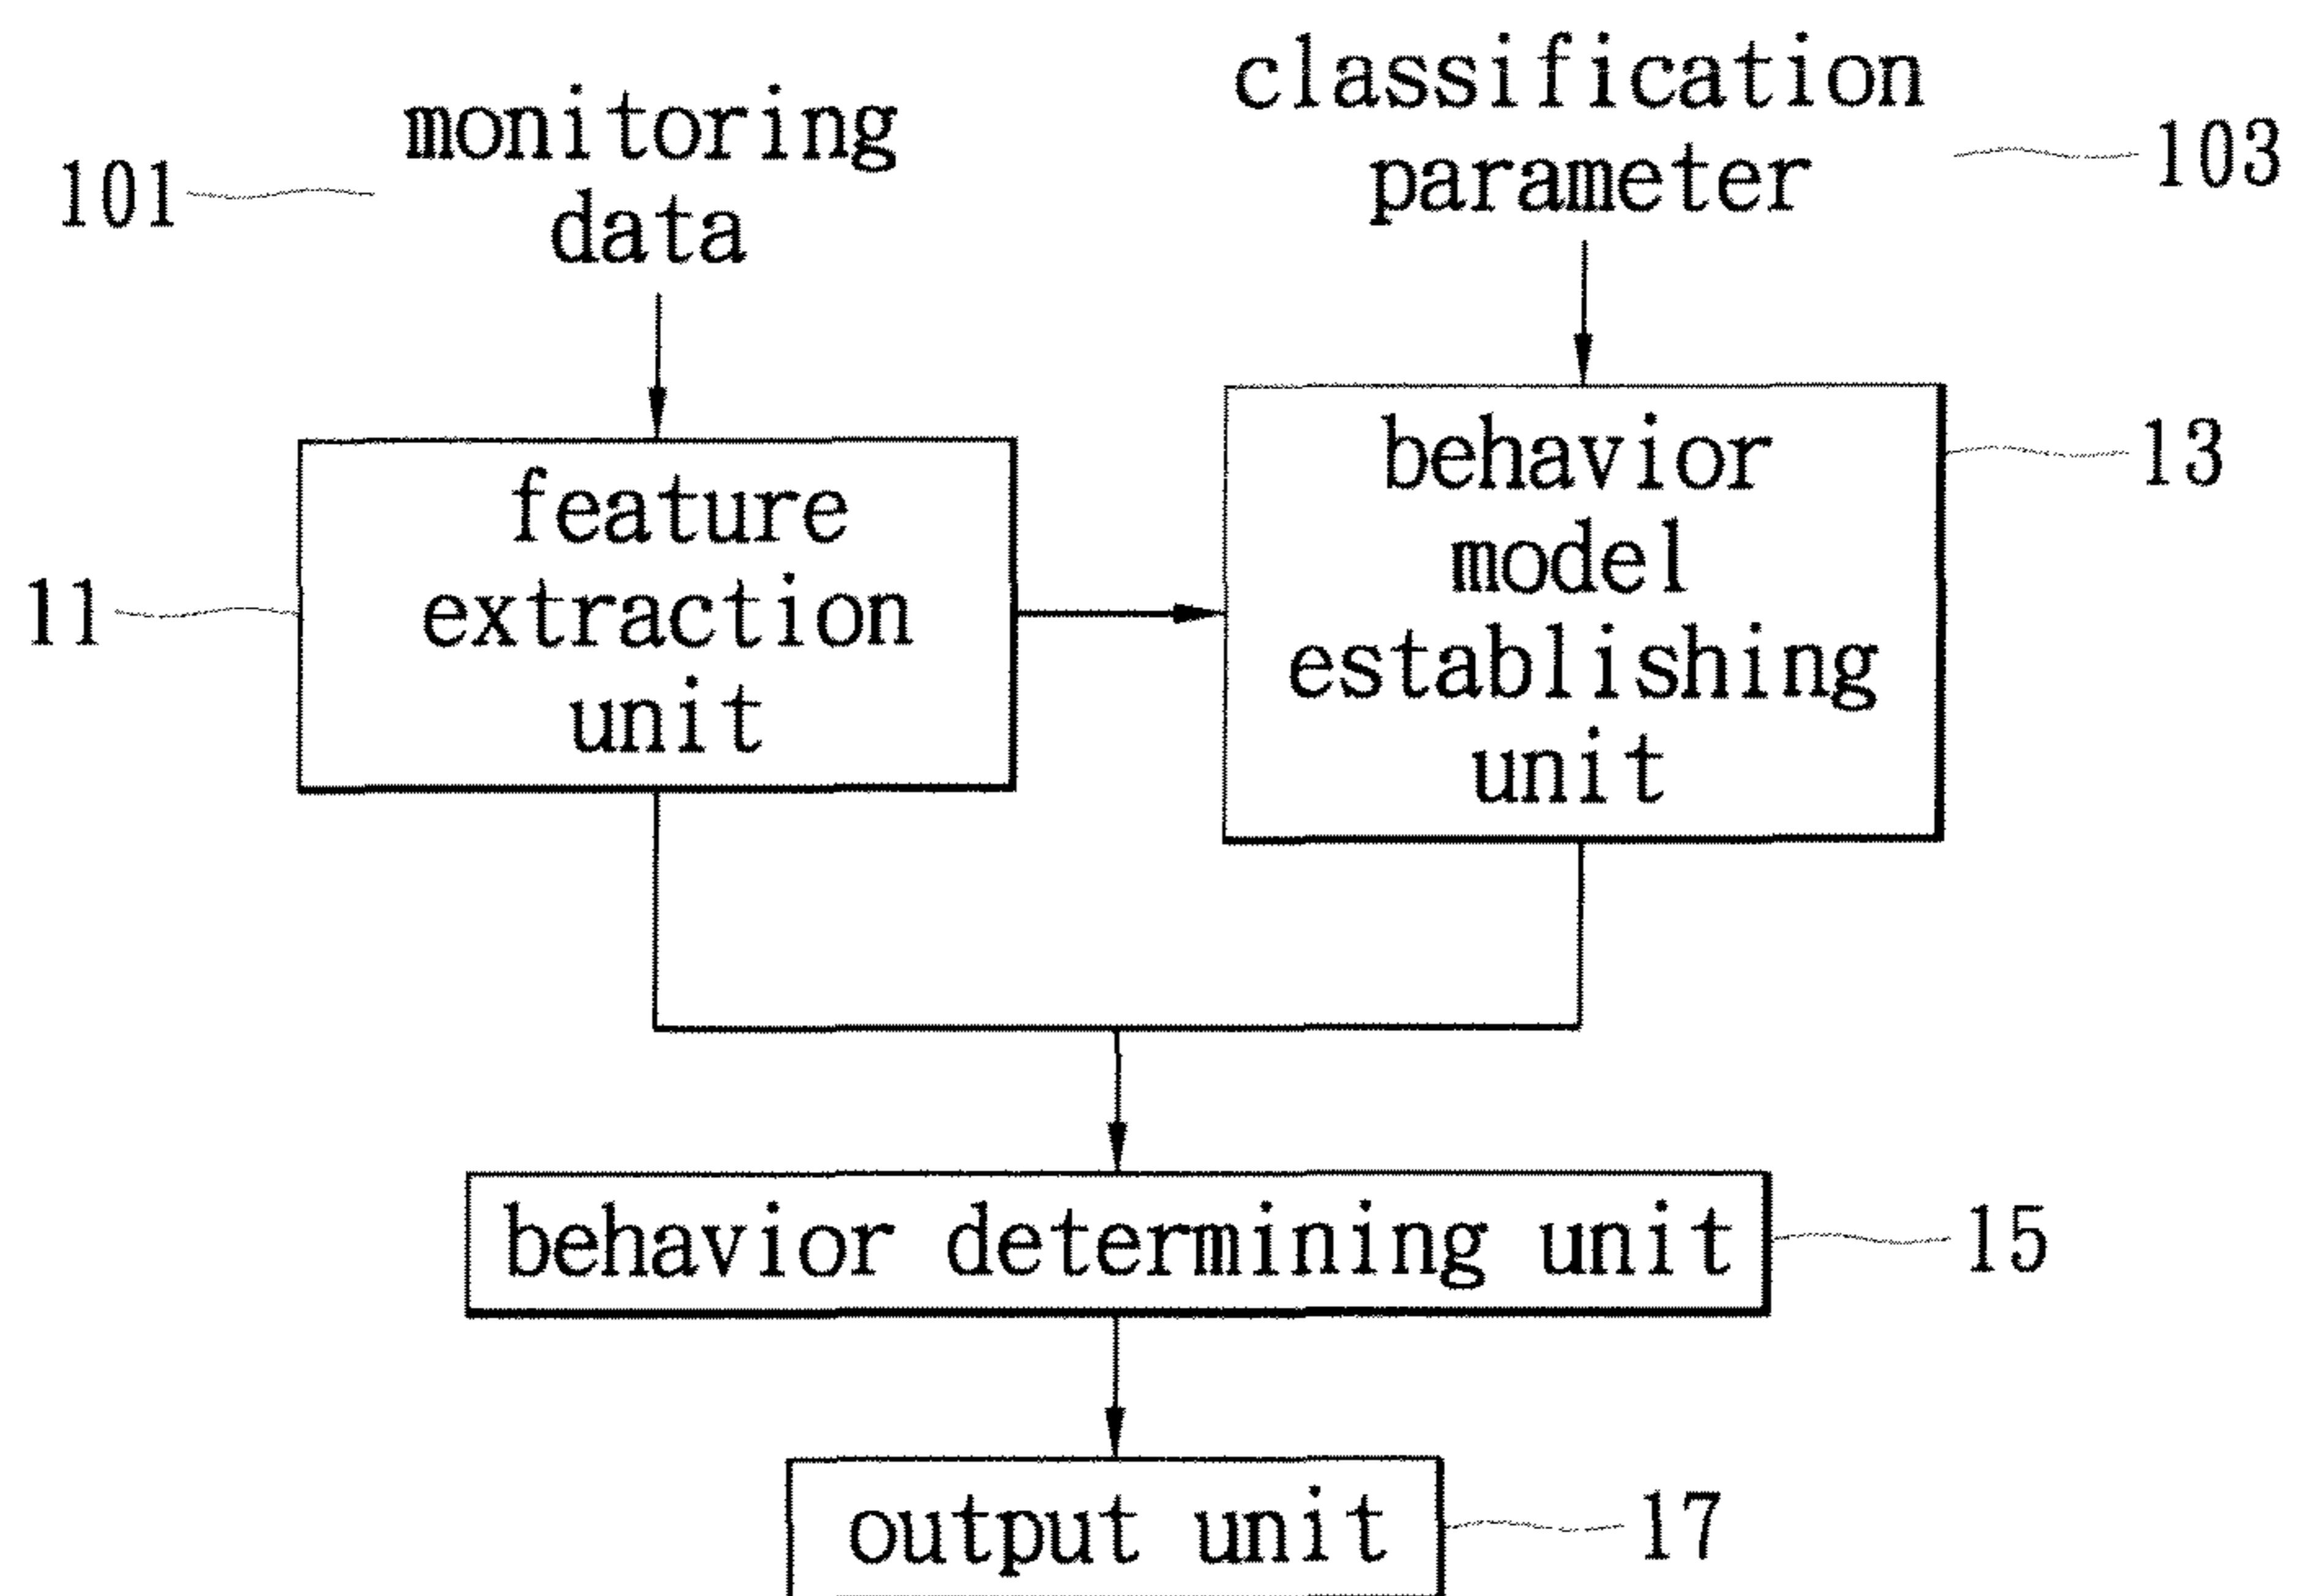 monitoring
data
101
classification
parameter
103
feature
extraction
unit
11
behavior
model
establishing
unit
13
behavior determining unit
15
output unit
17